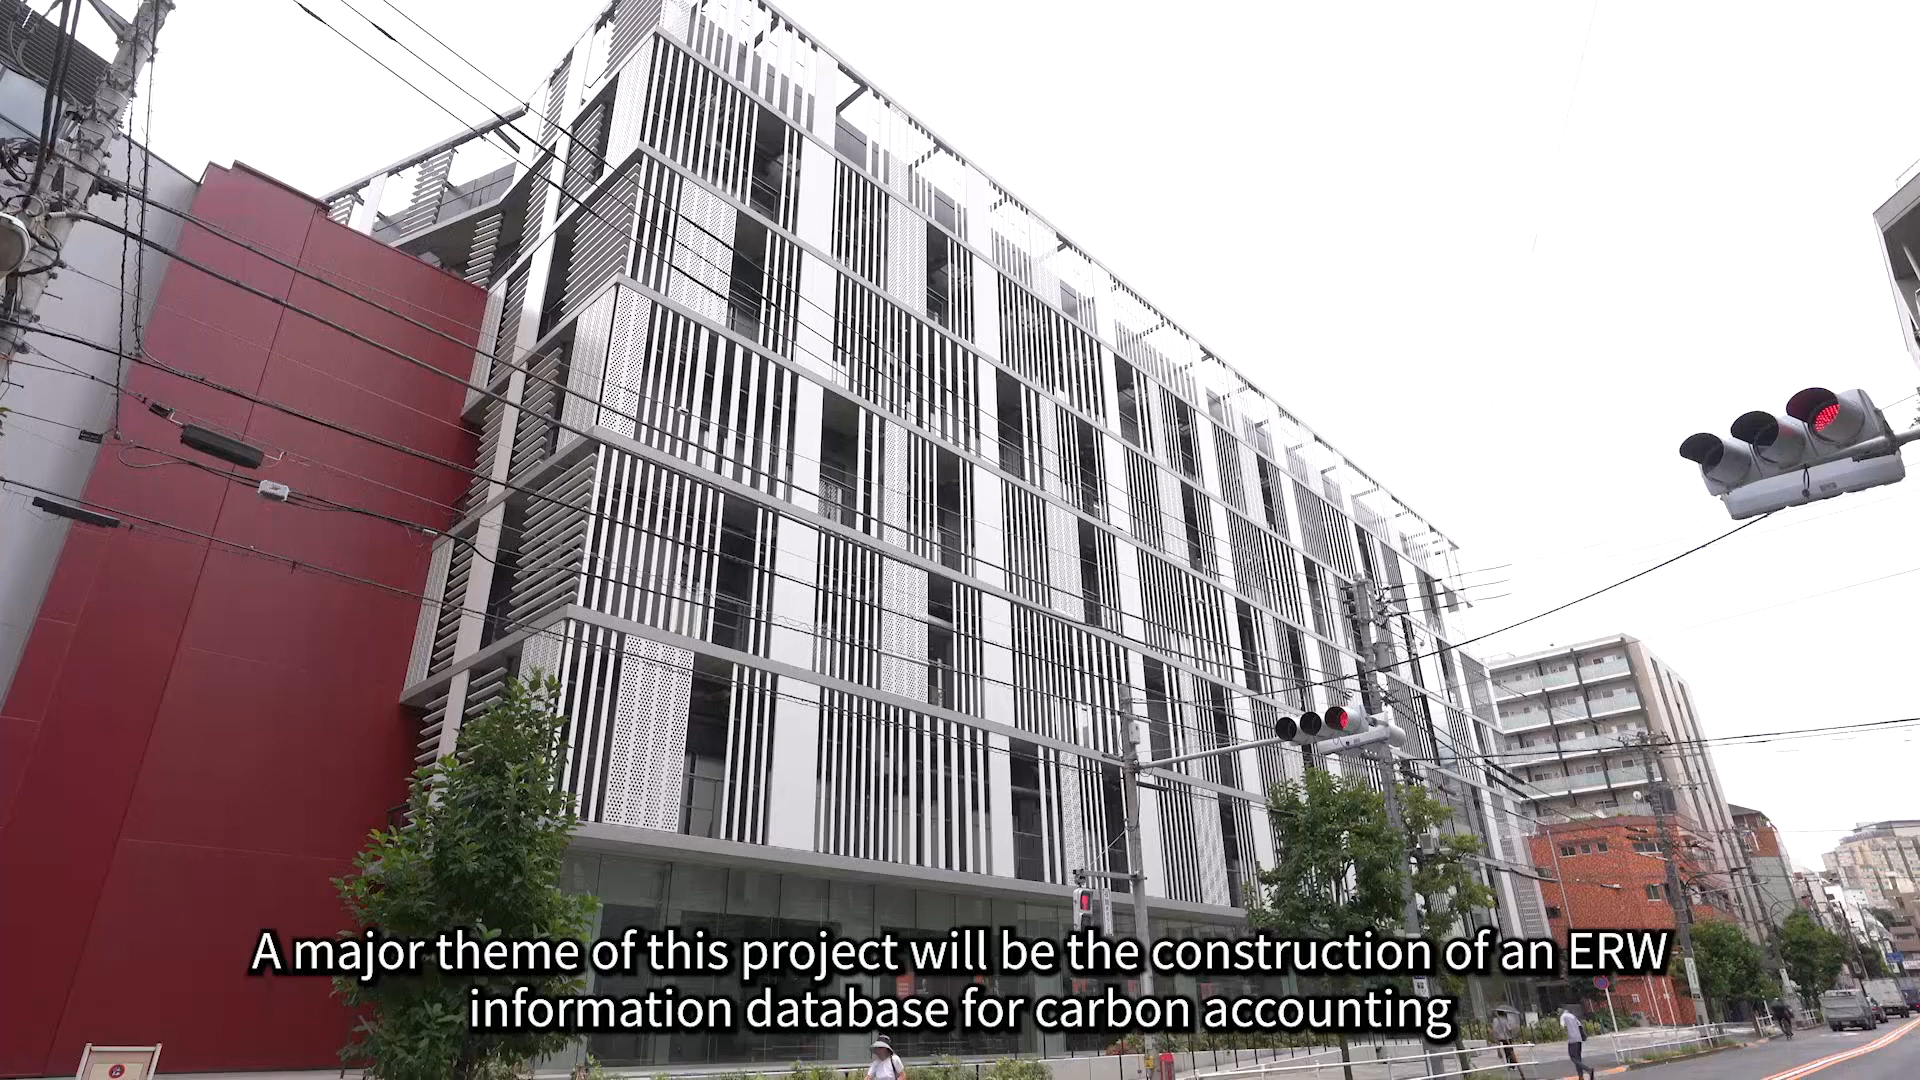 A major theme of this project will be the construction of an ERW
information database for carbon accounting